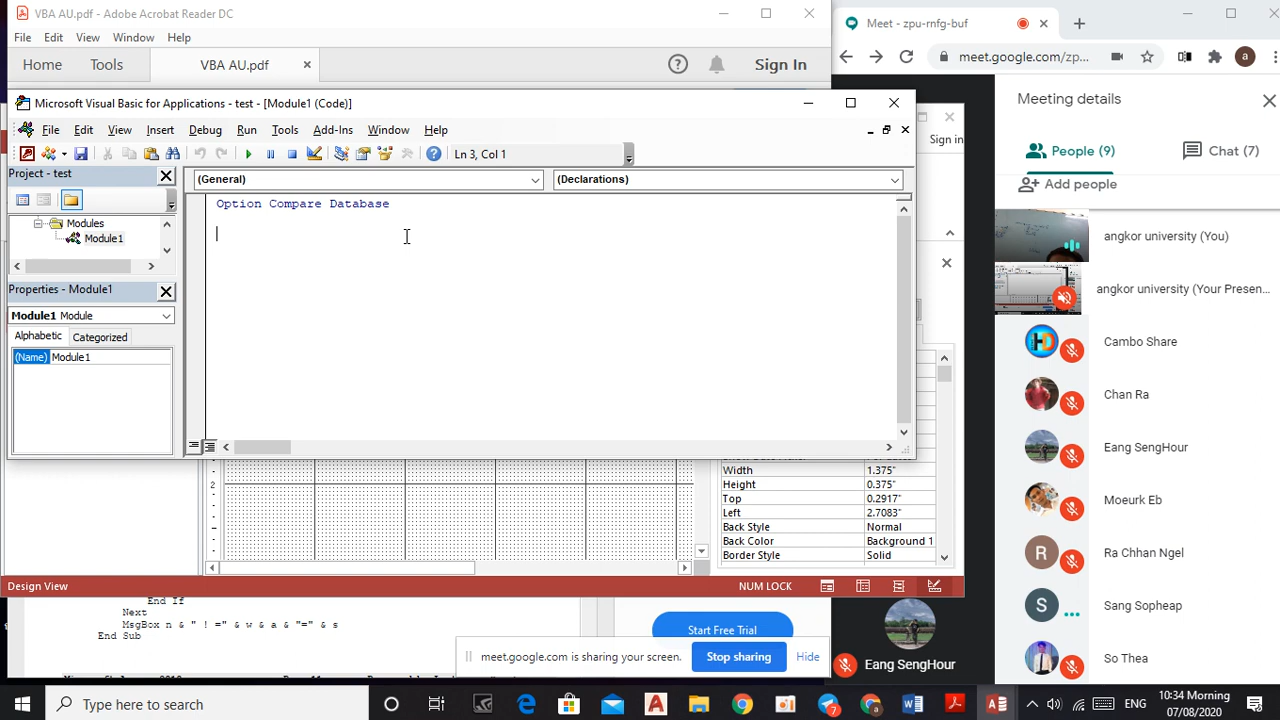 VBA AU.pdf - Adobe Acrobat Reader DC
File Edit View Window Help
Home Tools VBA AU.pdf × Sign In
Microsoft Visual Basic for Applications - test - [Module1 (Code)]
File Edit View Insert Debug Run Tools Add-Ins Window Help
Ln 3, Col 1
Project - test
(General) (Declarations)
Option Compare Database
Modules
Module1
Properties - Module1
Module1 Module
Alphabetic Categorized
(Name) Module1
Sign in
Width 1.375"
Height 0.375"
Top 0.2917"
Left 2.7083"
Back Style Normal
Back Color Background 1
Border Style Solid
2
Design View NUM LOCK
End If
Next
MsgBox n & " ! =" & w & a & "=" & s
End Sub
Start Free Trial
meet.google.com is sharing your screen. Stop sharing Hide
Meet - zpu-rnfg-buf
meet.google.com/zp...
a
Meeting details
People (9) Chat (7)
Add people
angkor university (You)
angkor university (Your Presen...
Cambo Share
Chan Ra
Eang SengHour
Moeurk Eb
R Ra Chhan Ngel
S Sang Sopheap
So Thea
Eang SengHour
Type here to search
ENG
10:34 Morning
07/08/2020